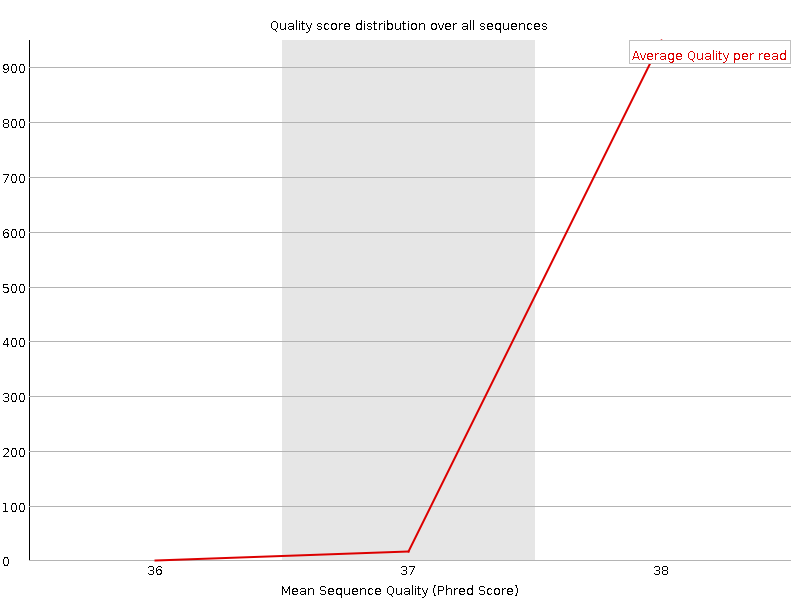 Quality score distribution over all sequences
Average Quality per read
900
800
700
600
500
400
300
200
100
0
36 37 38
Mean Sequence Quality (Phred Score)